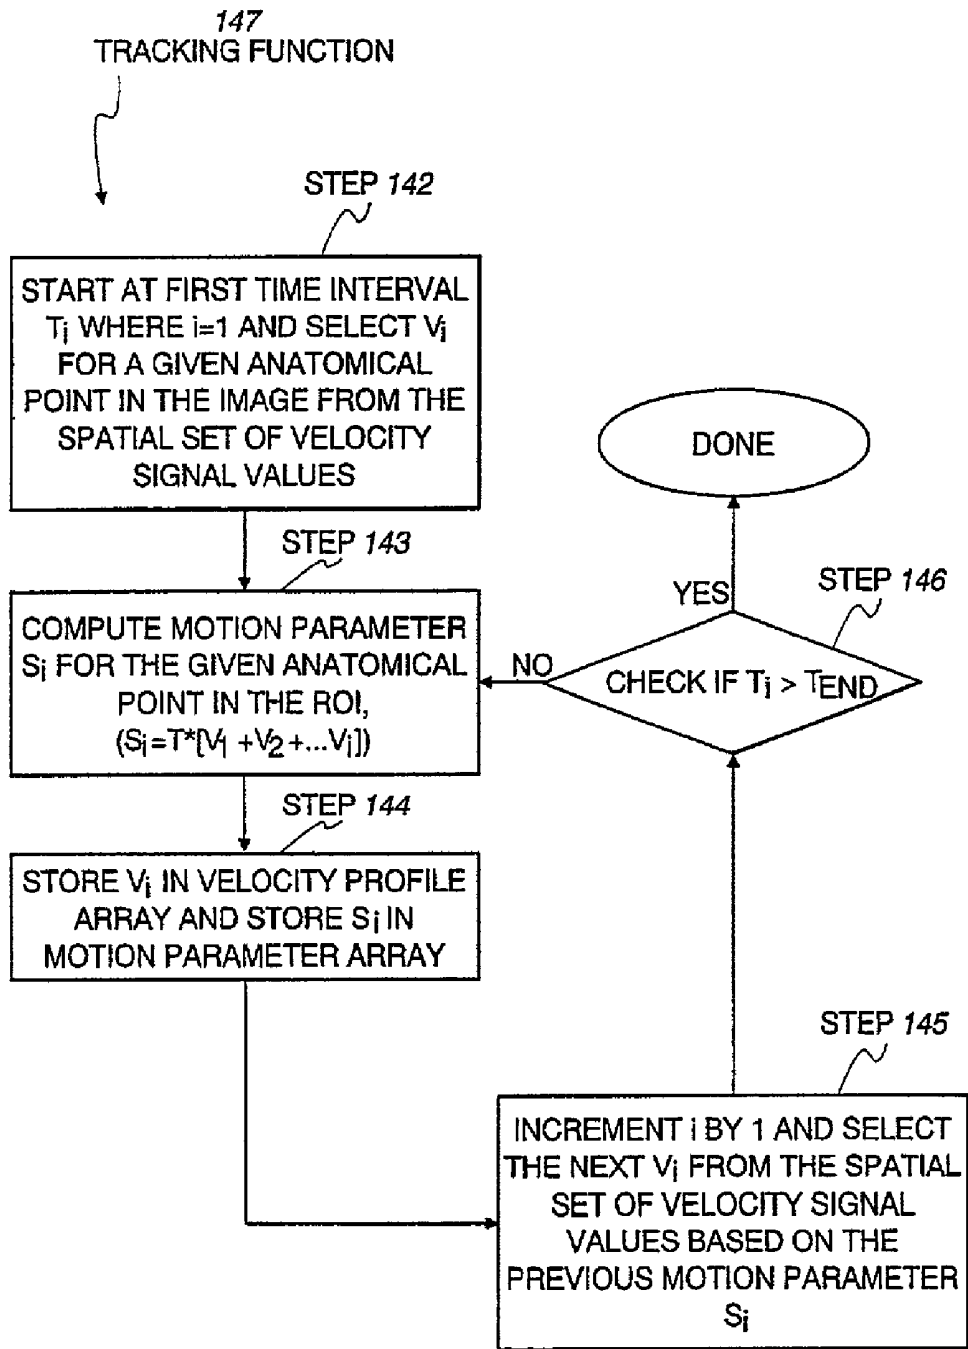 147
TRACKING FUNCTION
STEP 142
START AT FIRST TIME INTERVAL
Ti WHERE i=1 AND SELECT Vi
FOR A GIVEN ANATOMICAL
POINT IN THE IMAGE FROM THE
SPATIAL SET OF VELOCITY
SIGNAL VALUES
STEP 143
COMPUTE MOTION PARAMETER
Si FOR THE GIVEN ANATOMICAL
POINT IN THE ROI,
(Si=T*[V1 +V2 +...Vi])
STEP 144
STORE Vi IN VELOCITY PROFILE
ARRAY AND STORE Si IN
MOTION PARAMETER ARRAY
STEP 145
INCREMENT i BY 1 AND SELECT
THE NEXT Vi FROM THE SPATIAL
SET OF VELOCITY SIGNAL
VALUES BASED ON THE
PREVIOUS MOTION PARAMETER
Si
STEP 146
CHECK IF Ti > TEND
NO
YES
DONE